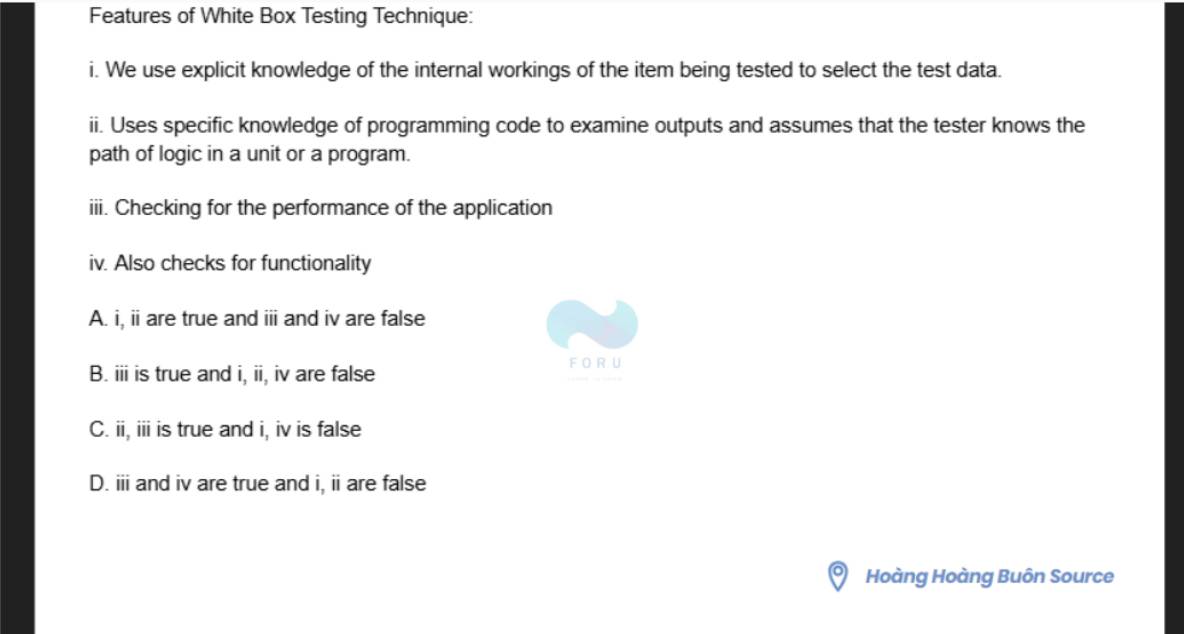 Features of White Box Testing Technique:
i. We use explicit knowledge of the internal workings of the item being tested to select the test data.
ii. Uses specific knowledge of programming code to examine outputs and assumes that the tester knows the
path of logic in a unit or a program.
iii. Checking for the performance of the application
iv. Also checks for functionality
A. i, ii are true and iii and iv are false
B. iii is true and i, ii, iv are false
C. ii, iii is true and i, iv is false
D. iii and iv are true and i, ii are false
FORU
Hoàng Hoàng Buôn Source